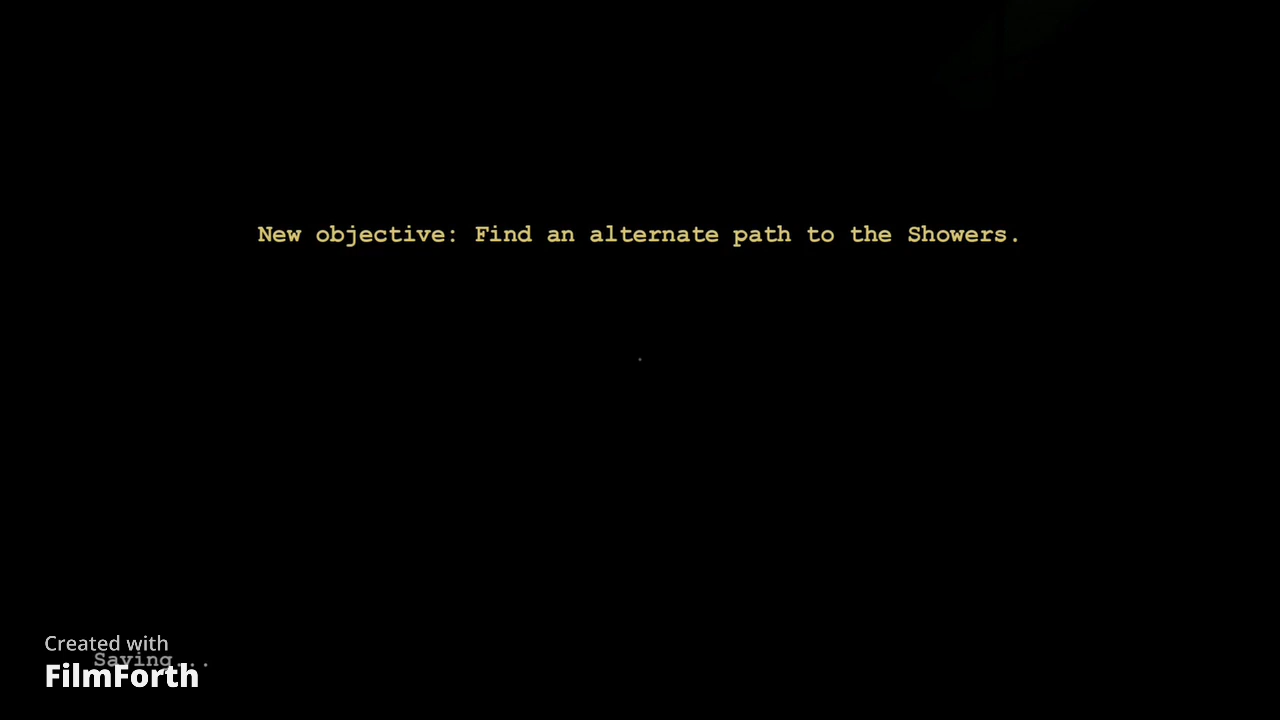 New objective: Find an alternate path to the Showers.
Created with
Saving...
FilmForth